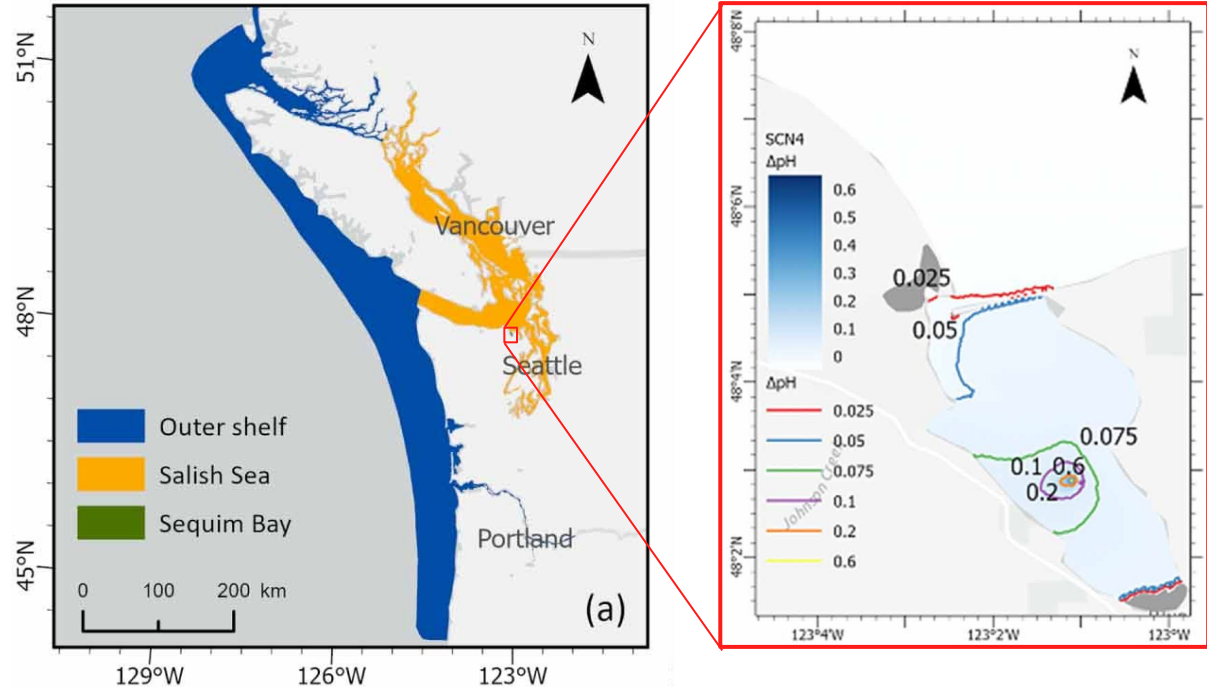 51°N
48°N
45°N
N
Vancouver
Seattle
Portland
Outer shelf
Salish Sea
Sequim Bay
0 100 200 km
(a)
129°W 126°W 123°W
48°8'N
48°6'N
48°4'N
48°2'N
N
SCN4
ΔpH
0.6
0.5
0.4
0.3
0.2
0.1
0
ΔpH
0.025
0.05
0.075
0.1
0.2
0.6
0.025
0.05
0.075
0.1 0.6
0.2
Johnson Creek
123°4'W 123°2'W 123°W